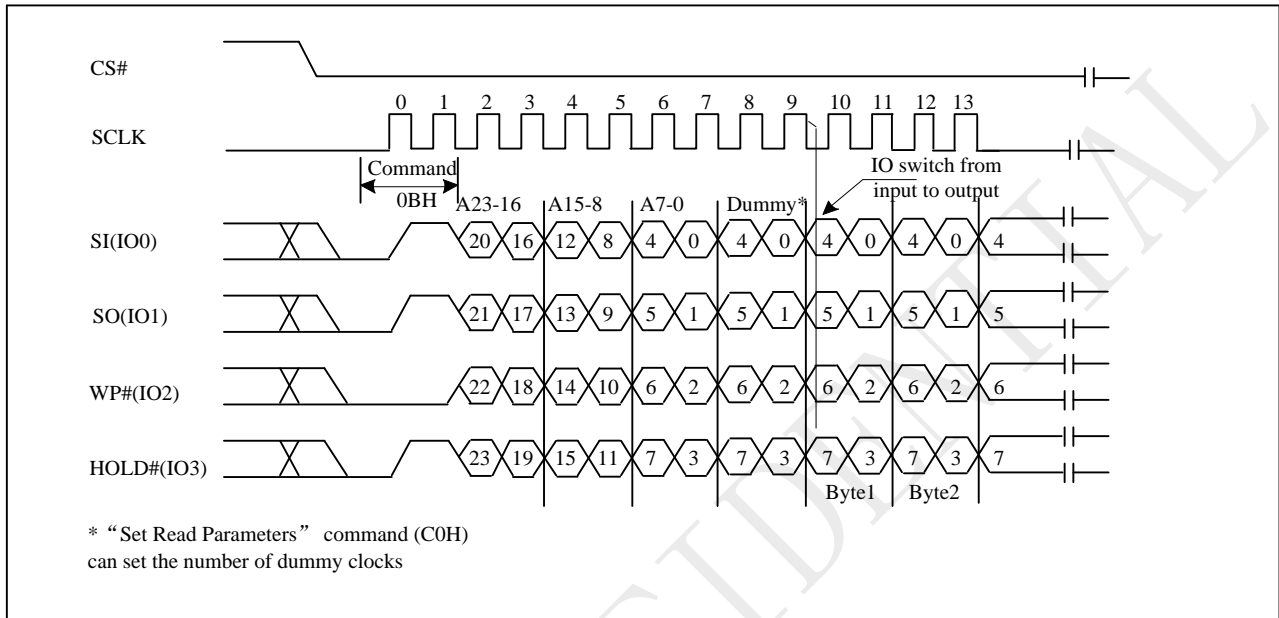 CS#
0 1 2 3 4 5 6 7 8 9 10 11 12 13
SCLK
Command
0BH
IO switch from
input to output
A23-16 A15-8 A7-0 Dummy*
SI(IO0) 20 16 12 8 4 0 4 0 4 0 4 0 4
SO(IO1) 21 17 13 9 5 1 5 1 5 1 5 1 5
WP#(IO2) 22 18 14 10 6 2 6 2 6 2 6 2 6
HOLD#(IO3) 23 19 15 11 7 3 7 3 7 3 7 3 7
Byte1 Byte2
* “Set Read Parameters” command (C0H)
can set the number of dummy clocks